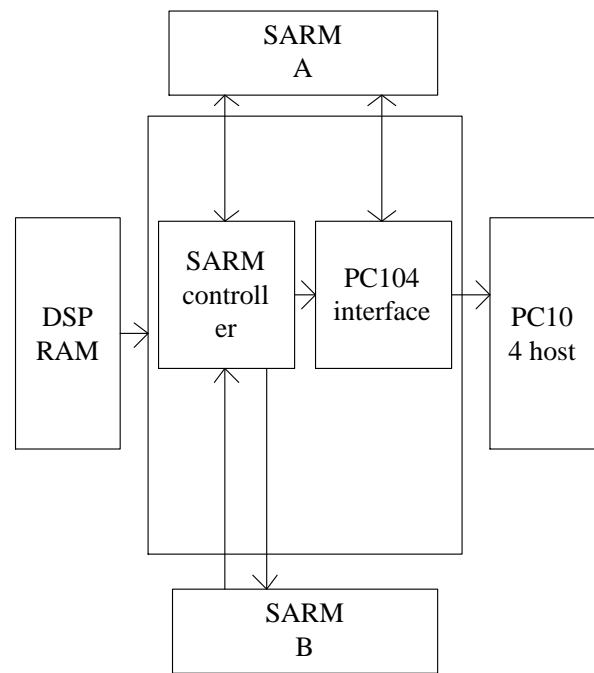 SARM
A
SARM
controll
er
PC104
interface
DSP
RAM
PC10
4 host
SARM
B